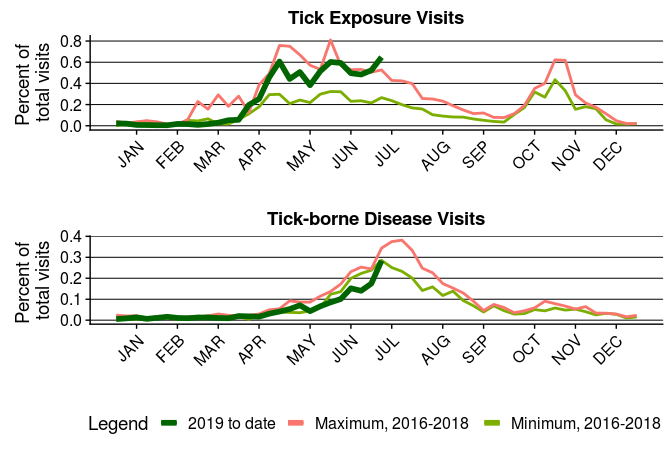 Tick Exposure Visits
Percent of
total visits
0.8
0.6
0.4
0.2
0.0
JAN FEB MAR APR MAY JUN JUL AUG SEP OCT NOV DEC
Tick-borne Disease Visits
Percent of
total visits
0.4
0.3
0.2
0.1
0.0
JAN FEB MAR APR MAY JUN JUL AUG SEP OCT NOV DEC
Legend 2019 to date Maximum, 2016-2018 Minimum, 2016-2018